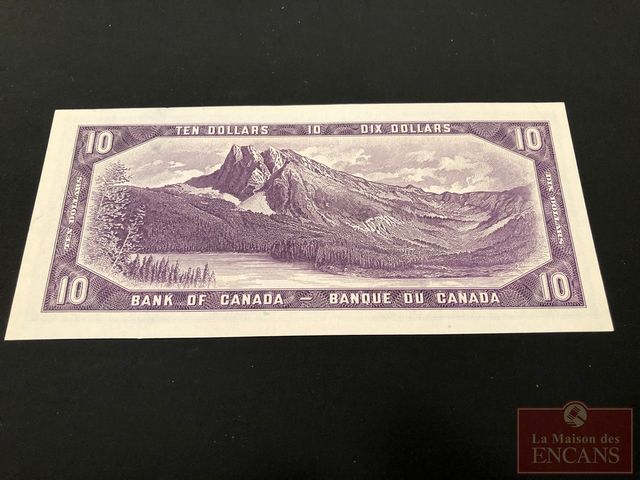 TEN DOLLARS 10 DIX DOLLARS
10 10
TEN DOLLARS
TEN DOLLARS
10 10
BANK OF CANADA – BANQUE DU CANADA
La Maison des
ENCANS